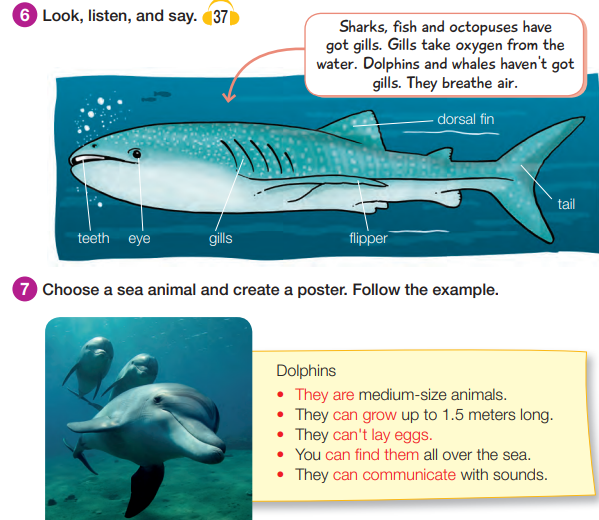 6 Look, listen, and say. 37
Sharks, fish and octopuses have
got gills. Gills take oxygen from the
water. Dolphins and whales haven't got
gills. They breathe air.
dorsal fin
tail
teeth eye gills flipper
7 Choose a sea animal and create a poster. Follow the example.
Dolphins
• They are medium-size animals.
• They can grow up to 1.5 meters long.
• They can't lay eggs.
• You can find them all over the sea.
• They can communicate with sounds.